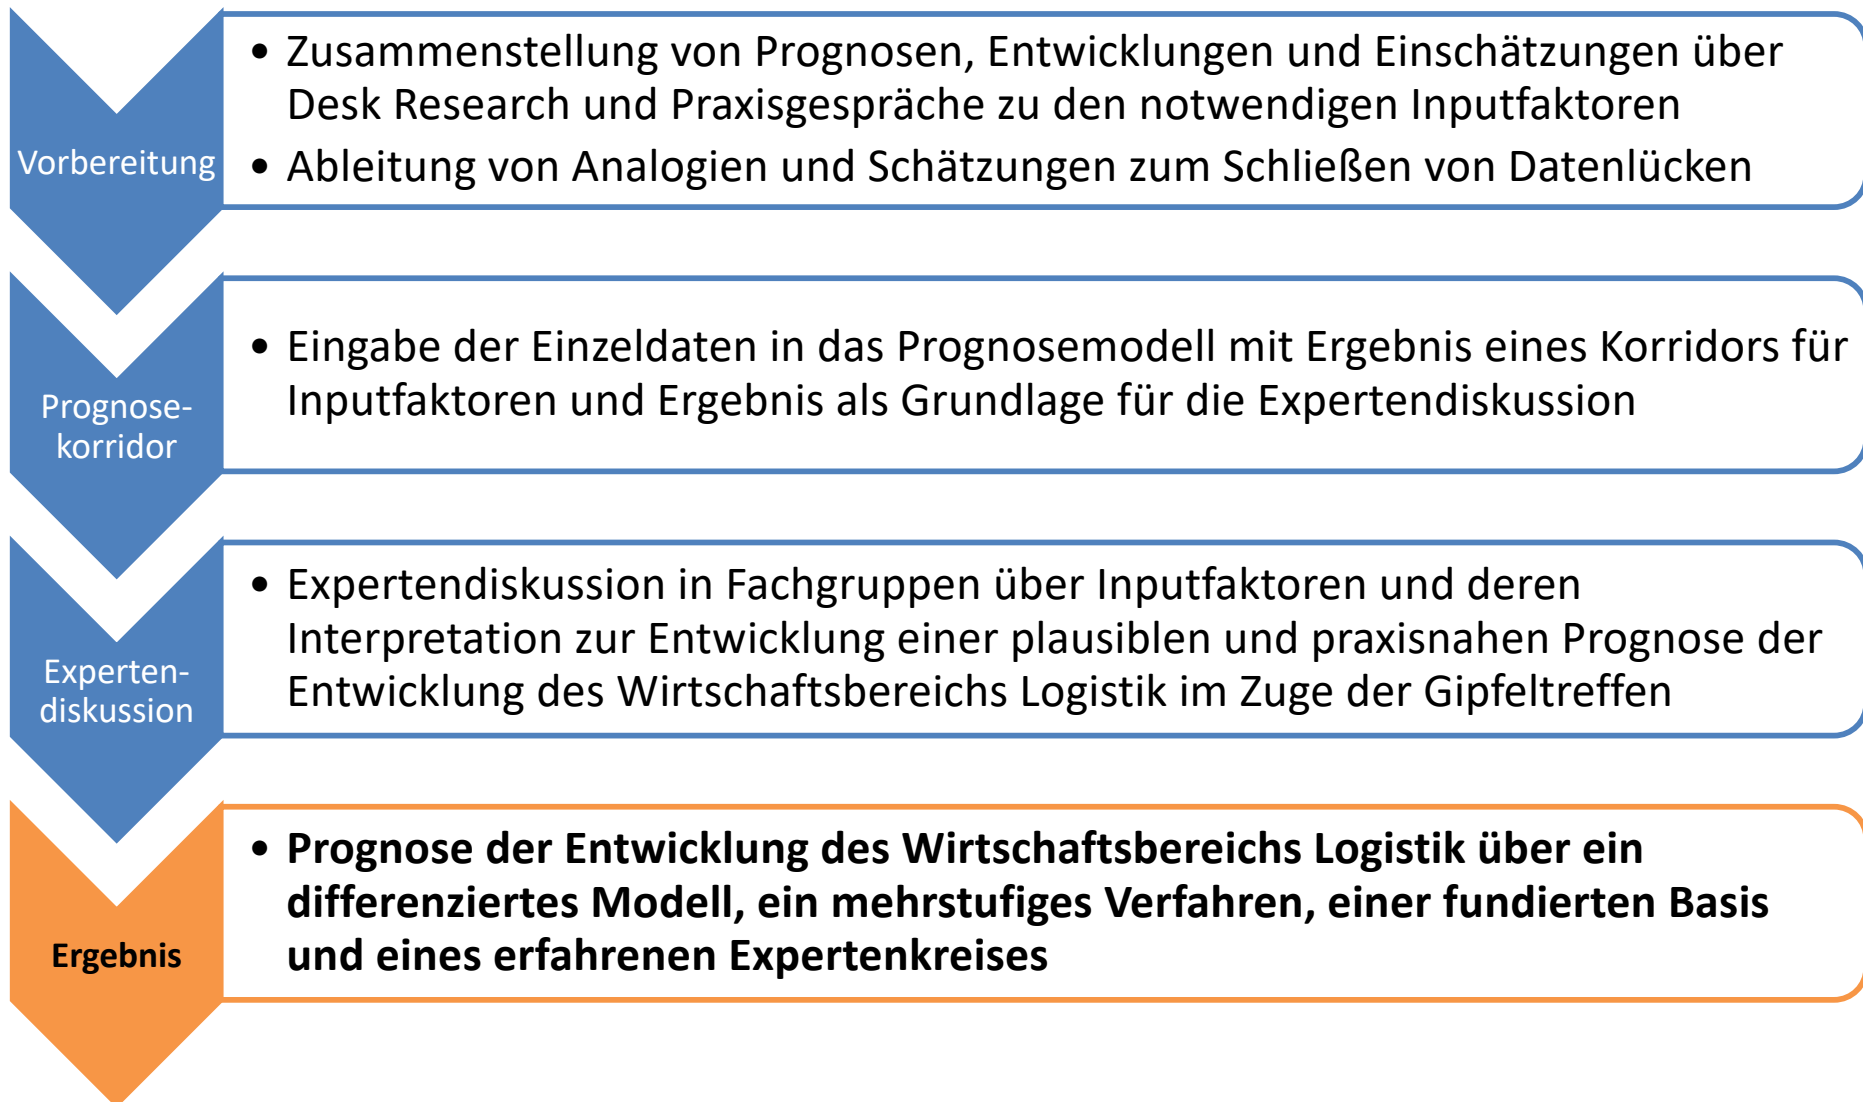 Vorbereitung
• Zusammenstellung von Prognosen, Entwicklungen und Einschätzungen über
Desk Research und Praxisgespräche zu den notwendigen Inputfaktoren
• Ableitung von Analogien und Schätzungen zum Schließen von Datenlücken
Prognose-
korridor
• Eingabe der Einzeldaten in das Prognosemodell mit Ergebnis eines Korridors für
Inputfaktoren und Ergebnis als Grundlage für die Expertendiskussion
Experten-
diskussion
• Expertendiskussion in Fachgruppen über Inputfaktoren und deren
Interpretation zur Entwicklung einer plausiblen und praxisnahen Prognose der
Entwicklung des Wirtschaftsbereichs Logistik im Zuge der Gipfeltreffen
Ergebnis
• Prognose der Entwicklung des Wirtschaftsbereichs Logistik über ein
differenziertes Modell, ein mehrstufiges Verfahren, einer fundierten Basis
und eines erfahrenen Expertenkreises